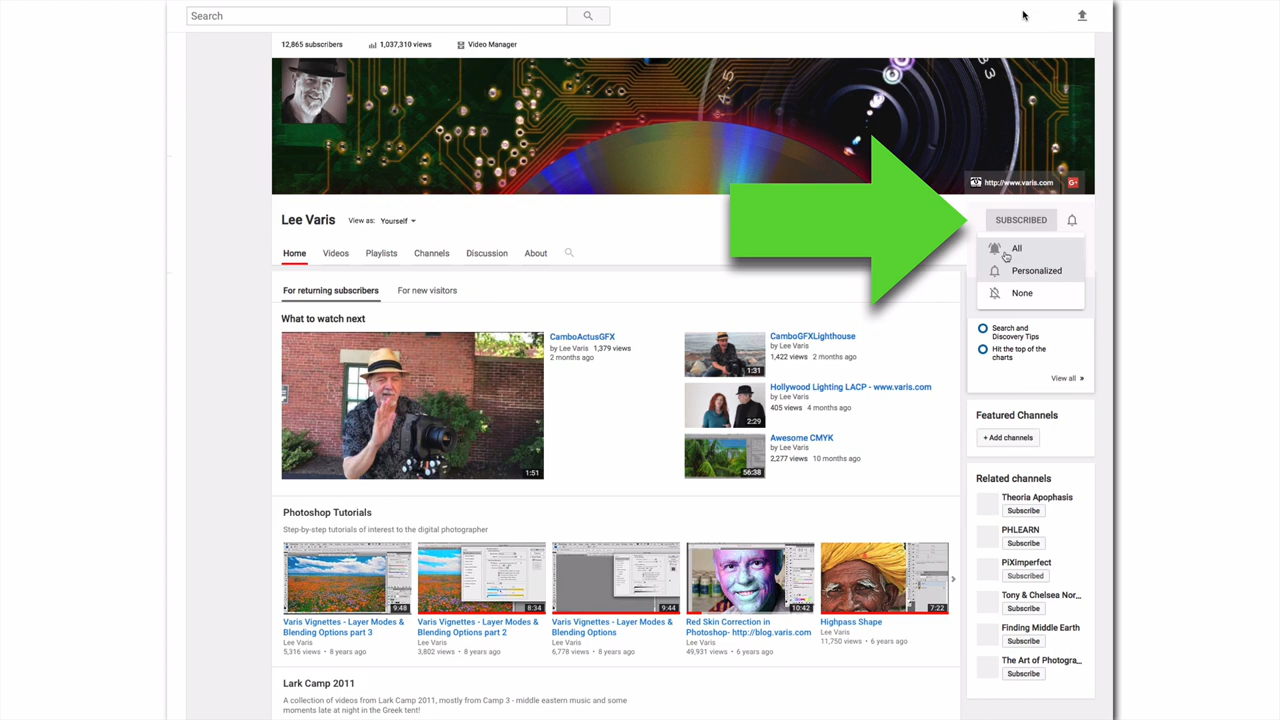 Search
12,865 subscribers
1,037,310 views
Video Manager
4.5
http://www.varis.com
G+
Lee Varis
View as:
Yourself
SUBSCRIBED
All
Personalized
None
Home
Videos
Playlists
Channels
Discussion
About
For returning subscribers
For new visitors
What to watch next
1:51
CamboActusGFX
by Lee Varis 1,379 views
2 months ago
1:31
CamboGFXLighthouse
by Lee Varis
1,422 views 2 months ago
2:29
Hollywood Lighting LACP - www.varis.com
by Lee Varis
405 views 4 months ago
56:38
Awesome CMYK
by Lee Varis
2,277 views 10 months ago
Search and
Discovery Tips
Hit the top of the
charts
View all »
Featured Channels
+ Add channels
Related channels
Theoria Apophasis
Subscribe
PHLEARN
Subscribe
PiXimperfect
Subscribed
Tony & Chelsea Nor...
Subscribe
Finding Middle Earth
Subscribe
The Art of Photogra...
Subscribe
Photoshop Tutorials
Step-by-step tutorials of interest to the digital photographer
9:48
Varis Vignettes - Layer Modes &
Blending Options part 3
Lee Varis
5,316 views • 8 years ago
8:34
Varis Vignettes - Layer Modes &
Blending Options part 2
Lee Varis
3,802 views • 8 years ago
9:44
Varis Vignettes - Layer Modes &
Blending Options
Lee Varis
6,778 views • 8 years ago
10:42
Red Skin Correction in
Photoshop- http://blog.varis.com
Lee Varis
49,931 views • 6 years ago
7:22
Highpass Shape
Lee Varis
11,750 views • 6 years ago
Lark Camp 2011
A collection of videos from Lark Camp 2011, mostly from Camp 3 - middle eastern music and some
moments late at night in the Greek tent!